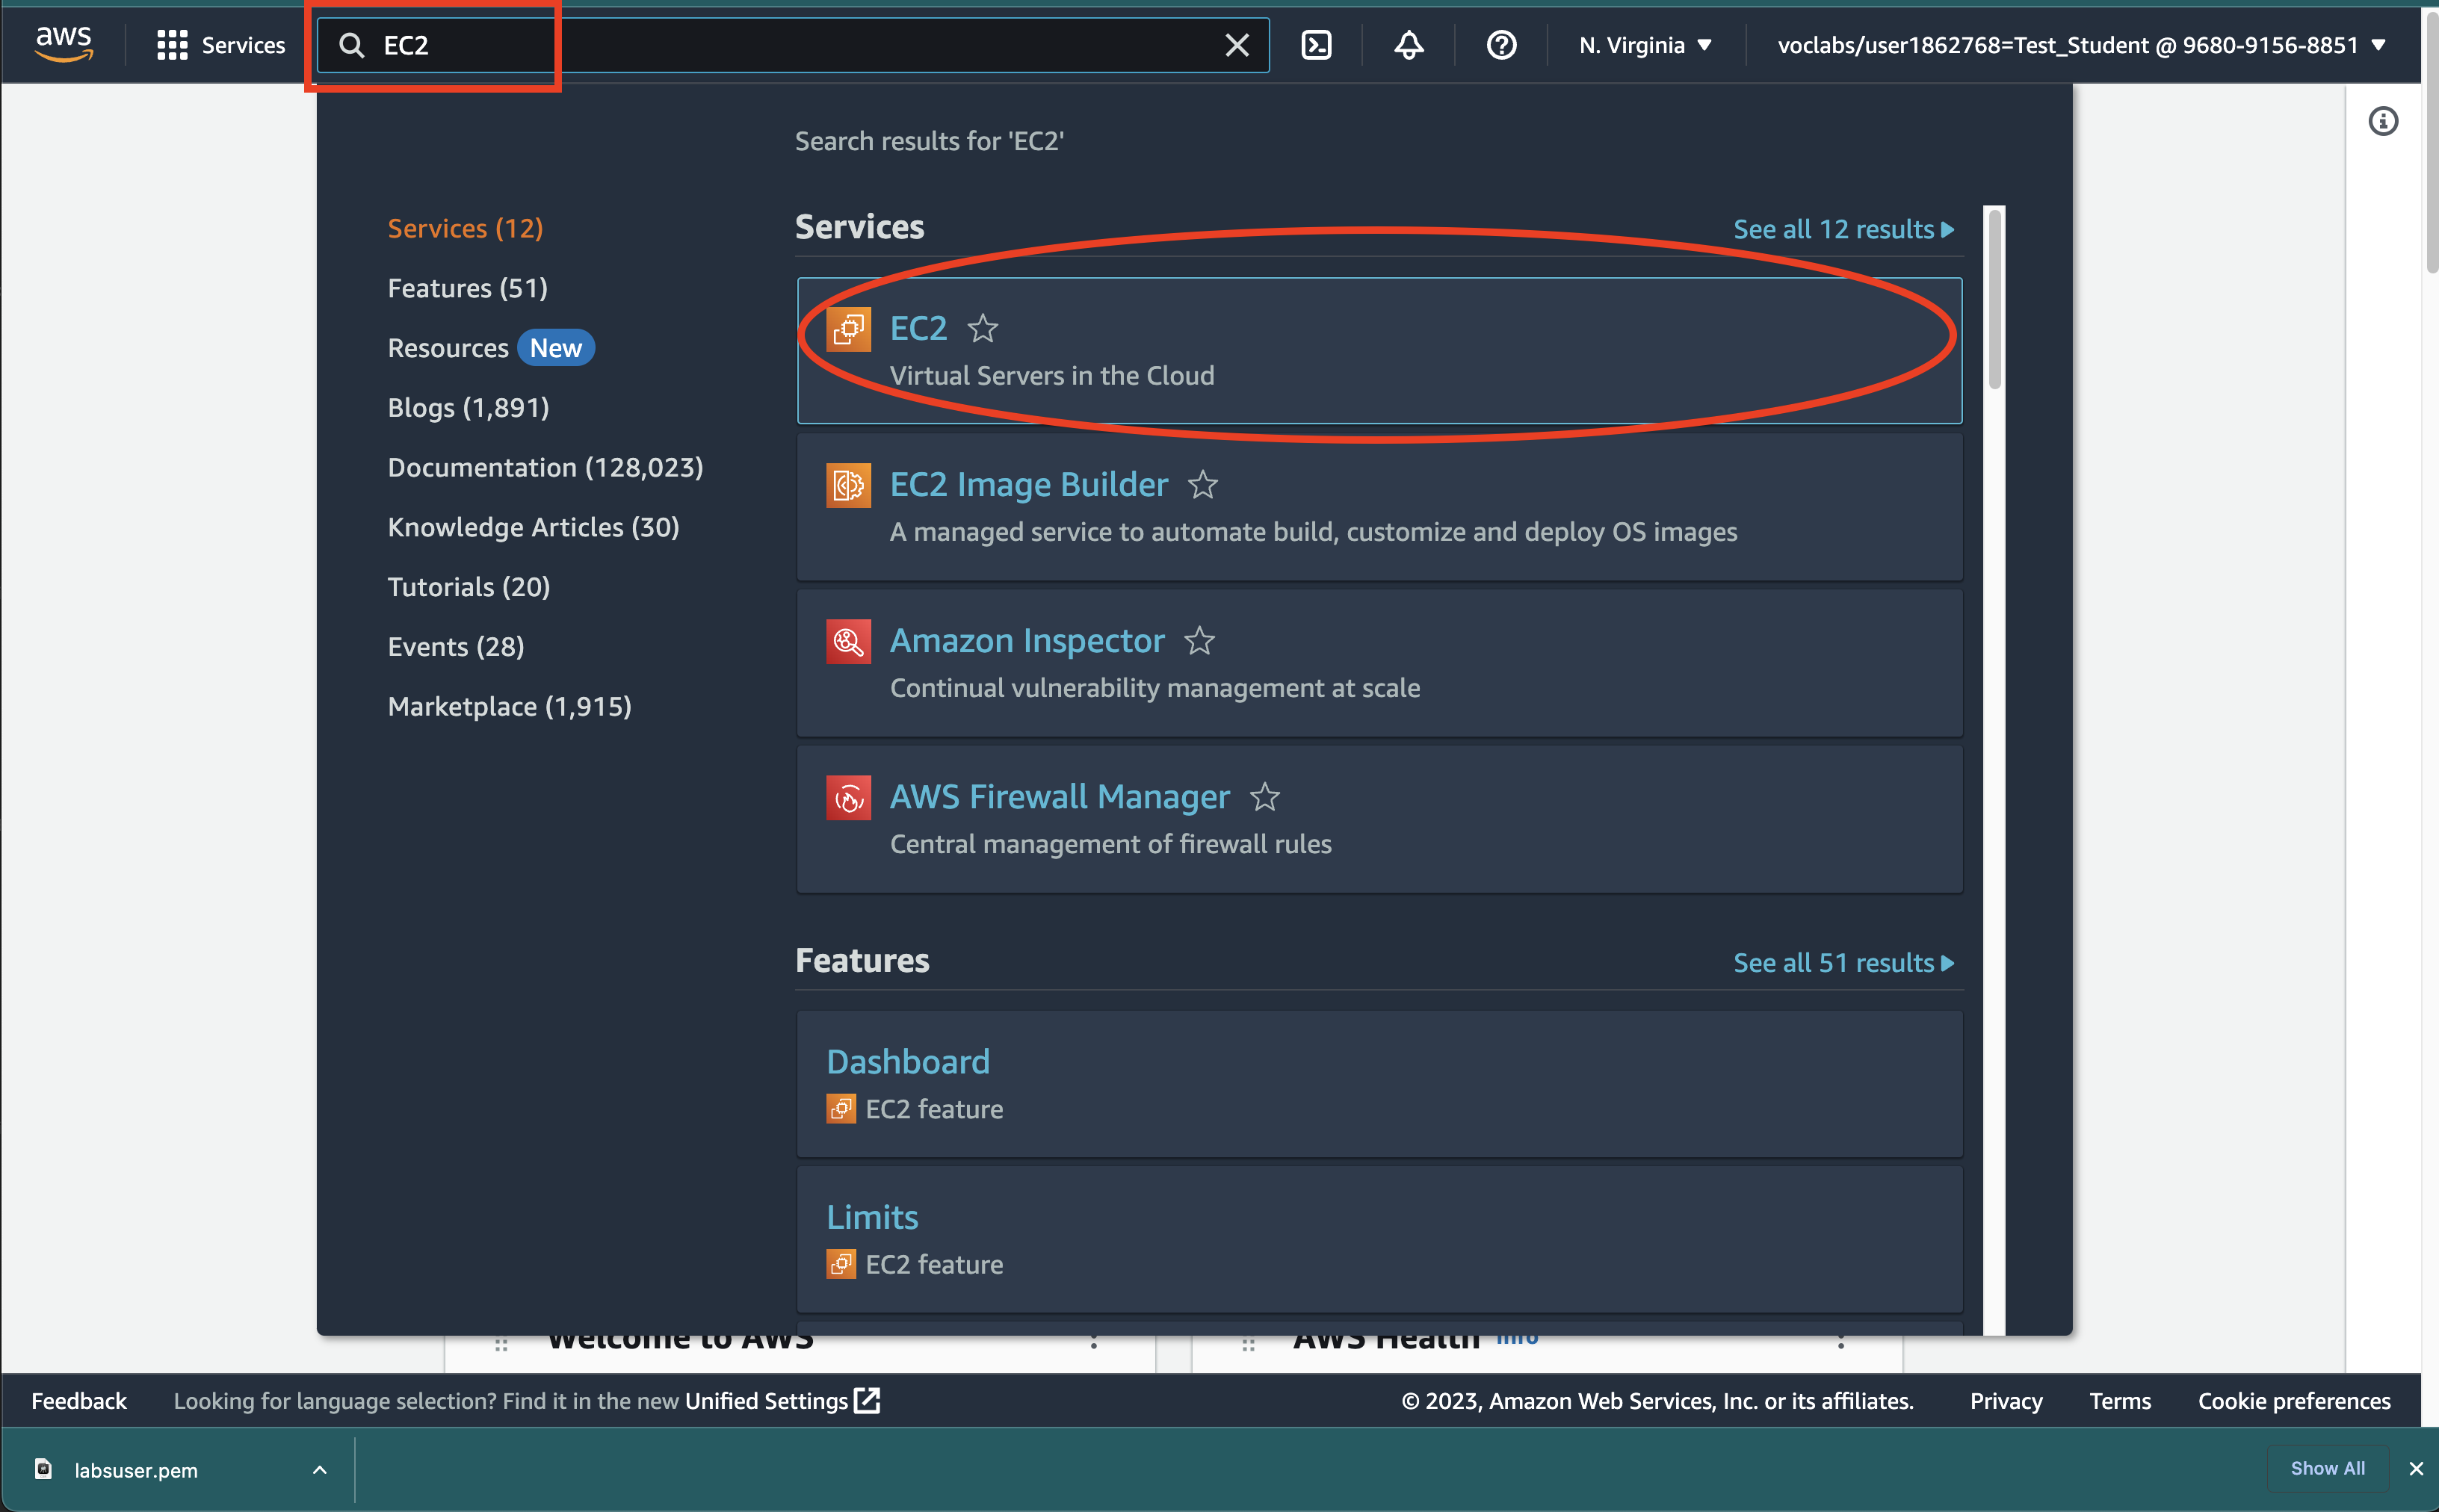 aws
Services
EC2
N. Virginia
voclabs/user1862768=Test_Student @ 9680-9156-8851
Search results for 'EC2'
Services (12)
Features (51)
Resources New
Blogs (1,891)
Documentation (128,023)
Knowledge Articles (30)
Tutorials (20)
Events (28)
Marketplace (1,915)
Services
See all 12 results
EC2
Virtual Servers in the Cloud
EC2 Image Builder
A managed service to automate build, customize and deploy OS images
Amazon Inspector
Continual vulnerability management at scale
AWS Firewall Manager
Central management of firewall rules
Features
See all 51 results
Dashboard
EC2 feature
Limits
EC2 feature
Welcome to AWS
AWS Health Info
Feedback
Looking for language selection? Find it in the new Unified Settings
© 2023, Amazon Web Services, Inc. or its affiliates.
Privacy
Terms
Cookie preferences
labsuser.pem
Show All